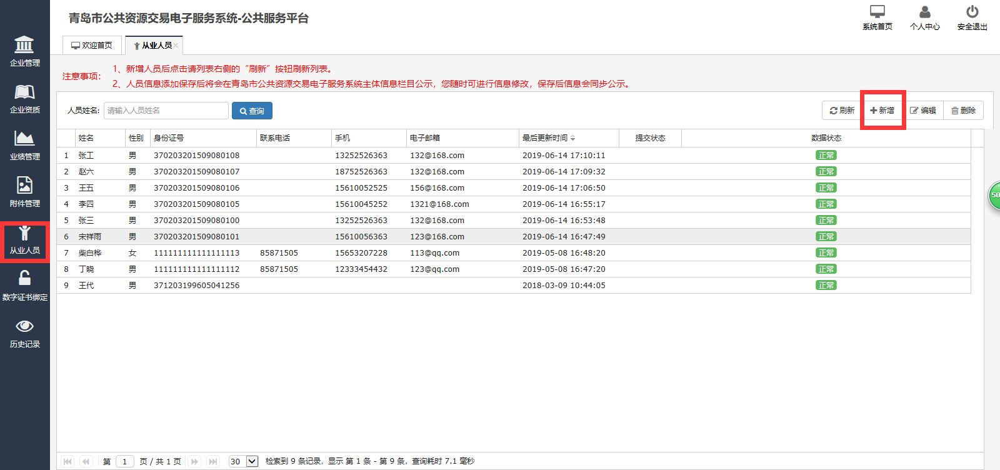 青岛市公共资源交易电子服务系统-公共服务平台
系统首页 个人中心 安全退出
欢迎首页 从业人员
企业管理
企业资质
业绩管理
附件管理
从业人员
数字证书绑定
历史记录
注意事项：
1、新增人员后点击请列表右侧的“刷新”按钮刷新列表。
2、人员信息添加保存后将会在青岛市公共资源交易电子服务系统主体信息栏目公示，您随时可进行信息修改，保存后信息会同步公示。
人员姓名: 请输入人员姓名 查询 刷新 新增 编辑 删除
姓名 性别 身份证号 联系电话 手机 电子邮箱 最后更新时间 提交状态 数据状态
1 张工 男 370203201509080108 13252526363 132@168.com 2019-06-14 17:10:11 正常
2 赵六 男 370203201509080107 18752526363 132@168.com 2019-06-14 17:09:32 正常
3 王五 男 370203201509080106 15610052525 156@168.com 2019-06-14 17:06:50 正常
4 李四 男 370203201509080105 15610045252 1321@168.com 2019-06-14 16:55:17 正常
5 张三 男 370203201509080100 13252526363 132@168.com 2019-06-14 16:53:48 正常
6 宋祥雨 男 370203201509080101 15610056363 123@168.com 2019-06-14 16:47:49 正常
7 柴白桦 女 111111111111111113 85871505 15653207228 113@qq.com 2019-05-08 16:48:20 正常
8 丁晓 男 111111111111111112 85871505 12333454432 123@qq.com 2019-05-08 16:47:20 正常
9 王代 男 371203199605041256 2018-03-09 10:44:05 正常
50
第 1 页 / 共 1 页 30 检索到 9 条记录，显示 第 1 条 - 第 9 条，查询耗时 7.1 毫秒